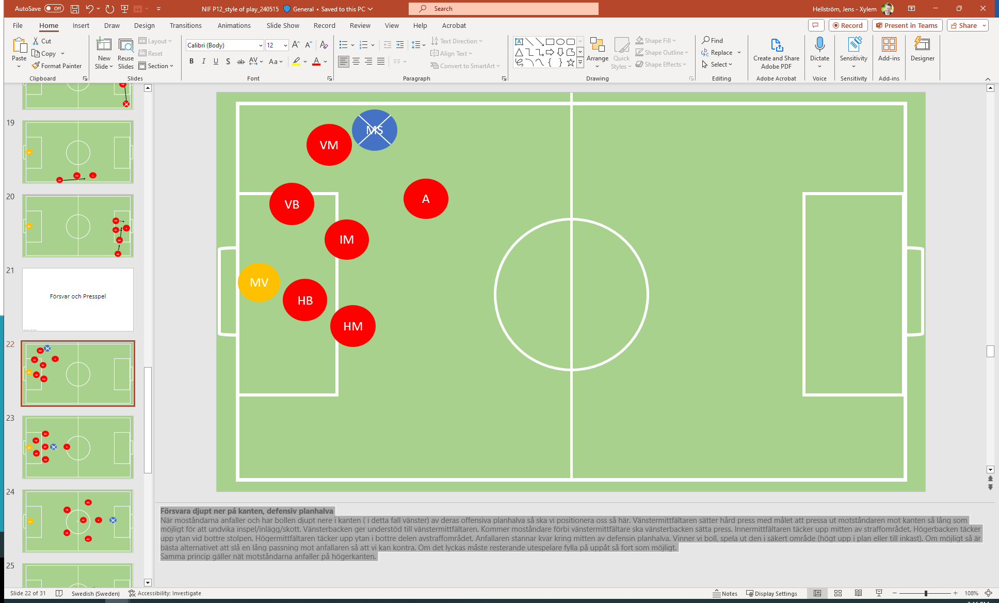 AutoSave Off NIF P12_style of play_240515 General • Saved to this PC Search Hellström, Jens - Xylem
File Home Insert Draw Design Transitions Animations Slide Show Record Review View Help Acrobat Record Present in Teams Share
Paste Cut Copy Format Painter Clipboard
New Slide Reuse Slides Layout Reset Section Slides
Calibri (Body) 12 B I U S ab AV Aa A Font
Text Direction Align Text Convert to SmartArt Paragraph
Arrange Quick Styles Shape Fill Shape Outline Shape Effects Drawing
Find Replace Select Editing
Create and Share Adobe PDF Adobe Acrobat
Dictate Voice
Sensitivity Sensitivity
Add-ins Add-ins
Designer
19
20
21
Försvar och Presspel
22
23
24
25
MS
VM
VB
A
IM
MV
HB
HM
Försvara djupt ner på kanten, defensiv planhalva
När moståndarna anfaller och har bollen djupt nere i kanten ( i detta fall vänster) av deras offensiva planhalva så ska vi positionera oss så här. Vänstermittfältaren sätter hård press med målet att pressa ut motståndaren mot kanten så lång som
möjligt för att undvika inspel/inlägg/skott. Vänsterbacken ger understöd till vänstermittfältaren. Kommer moståndare förbi vänstermittfältare ska vänsterbacken sätta press. Innermittfältaren täcker upp mitten av straffområdet. Högerbacken täcker
upp ytan vid bottre stolpen. Högermittfältaren täcker upp ytan i bottre delen avstraffområdet. Anfallaren stannar kvar kring mitten av defensin planhalva. Vinner vi boll, spela ut den i säkert område (högt upp i plan eller till inkast). Om möjligt så är
bästa alternativet att slå en lång passning mot anfallaren så att vi kan kontra. Om det lyckas måste resterande utespelare fylla på uppåt så fort som möjligt.
Samma princip gäller nät motståndarna anfaller på högerkanten.
Slide 22 of 31 Swedish (Sweden) Accessibility: Investigate Notes Display Settings 108%